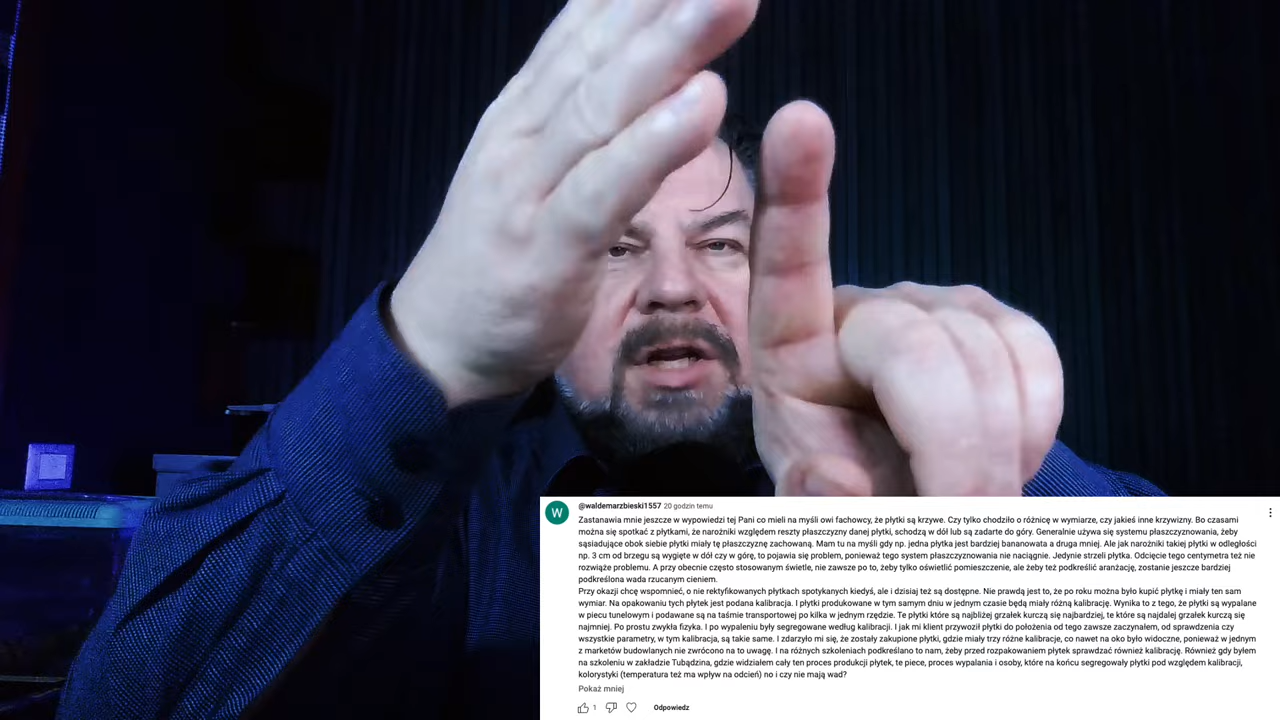 W
@waldemarzbieski1557 20 godzin temu
Zastanawia mnie jeszcze w wypowiedzi tej Pani co mieli na myśli owi fachowcy, że płytki są krzywe. Czy tylko chodziło o różnicę w wymiarze, czy jakieś inne krzywizny. Bo czasami
można się spotkać z płytkami, że narożniki względem reszty płaszczyzny danej płytki, schodzą w dół lub są zadarte do góry. Generalnie używa się systemu płaszczyznowania, żeby
sąsiadujące obok siebie płytki miały tę płaszczyznę zachowaną. Mam tu na myśli gdy np. jedna płytka jest bardziej bananowata a druga mniej. Ale jak narożniki takiej płytki w odległości
np. 3 cm od brzegu są wygięte w dół czy w górę, to pojawia się problem, ponieważ tego system płaszczyznowania nie naciągnie. Jedynie strzeli płytka. Odcięcie tego centymetra też nie
rozwiąże problemu. A przy obecnie często stosowanym świetle, nie zawsze po to, żeby tylko oświetlić pomieszczenie, ale żeby też podkreślić aranżację, zostanie jeszcze bardziej
podkreślona wada rzucanym cieniem.
Przy okazji chcę wspomnieć, o nie rektyfikowanych płytkach spotykanych kiedyś, ale i dzisiaj też są dostępne. Nie prawdą jest to, że po roku można było kupić płytkę i miały ten sam
wymiar. Na opakowaniu tych płytek jest podana kalibracja. I płytki produkowane w tym samym dniu w jednym czasie będą miały różną kalibrację. Wynika to z tego, że płytki są wypalane
w piecu tunelowym i podawane są na taśmie transportowej po kilka w jednym rzędzie. Te płytki które są najbliżej grzałek kurczą się najbardziej, te które są najdalej grzałek kurczą się
najmniej. Po prostu zwykła fizyka. I po wypaleniu były segregowane według kalibracji. I jak mi klient przywoził płytki do położenia od tego zawsze zaczynałem, od sprawdzenia czy
wszystkie parametry, w tym kalibracja, są takie same. I zdarzyło mi się, że zostały zakupione płytki, gdzie miały trzy różne kalibracje, co nawet na oko było widoczne, ponieważ w jednym
z marketów budowlanych nie zwrócono na to uwagę. I na różnych szkoleniach podkreślano to nam, żeby przed rozpakowaniem płytek sprawdzać również kalibrację. Również gdy byłem
na szkoleniu w zakładzie Tubądzina, gdzie widziałem cały ten proces produkcji płytek, te piece, proces wypalania i osoby, które na końcu segregowały płytki pod względem kalibracji,
kolorystyki (temperatura też ma wpływ na odcień) no i czy nie mają wad?
Pokaż mniej
1 Odpowiedz